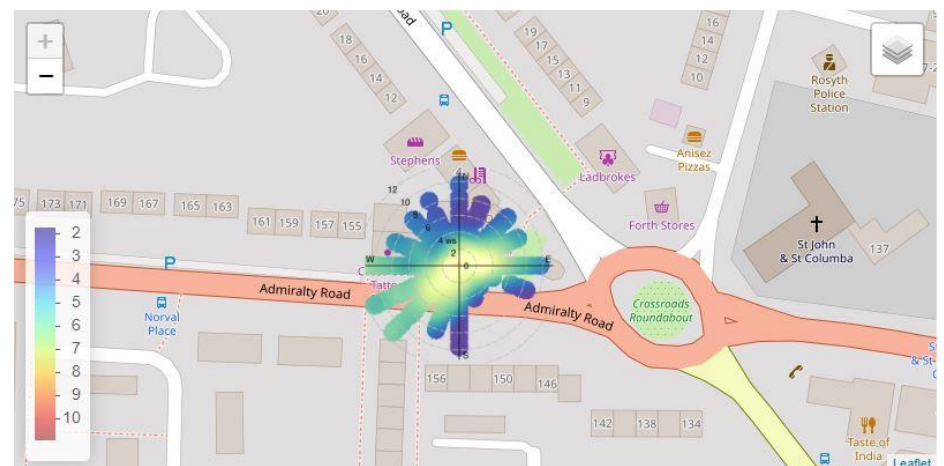 +
−
20
18
16
14
12
P
19
17
15
13
11
9
16
14
12
10
Rosyth
Police
Station
Stephens
Ladbrokes
Anisez
Pizzas
Forth Stores
St John
& St Columba
137
75
173
171
169
167
165
163
161
159
157
155
12
10
8
6
4 ws
2
0
N
W
E
S
2
3
4
5
6
7
8
9
10
P
Norval
Place
Admiralty Road
Admiralty Road
Crossroads
Roundabout
156
150
146
142
138
134
Taste of
India
Leaflet